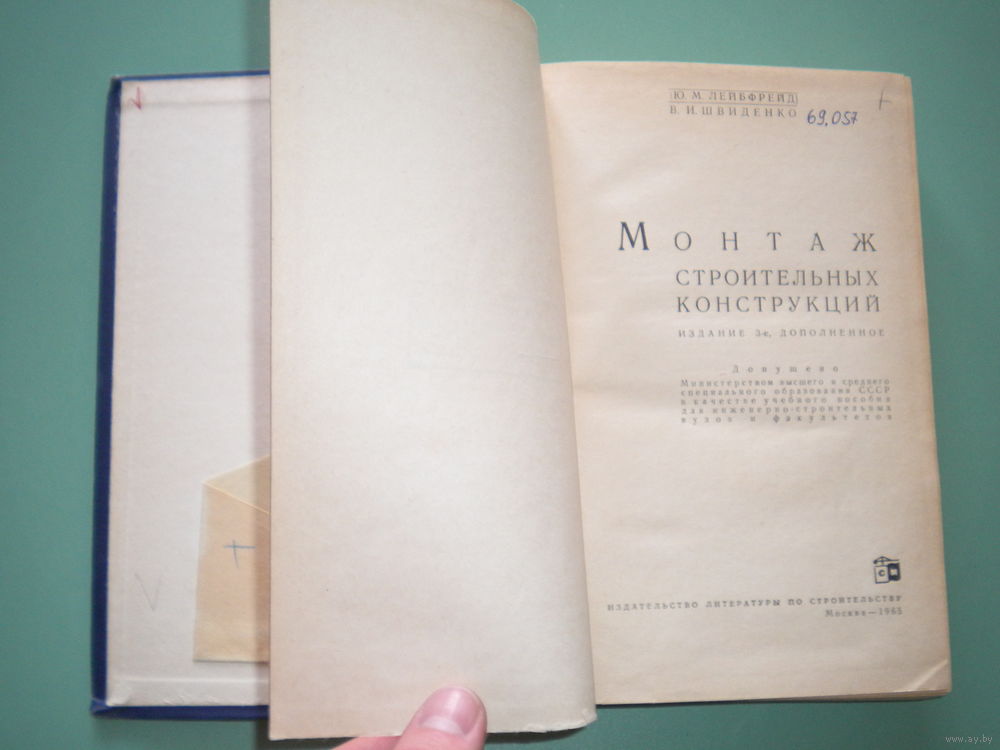 Ю. М. ЛЕЙБФРЕЙД
В. И. ШВИДЕНКО
69.057
МОНТАЖ
СТРОИТЕЛЬНЫХ
КОНСТРУКЦИЙ
ИЗДАНИЕ 3-е, ДОПОЛНЕННОЕ
Допущено
Министерством высшего и среднего
специального образования СССР
в качестве учебного пособия
для инженерно-строительных
вузов и факультетов
С И
ИЗДАТЕЛЬСТВО ЛИТЕРАТУРЫ ПО СТРОИТЕЛЬСТВУ
Москва—1965
www.ay.by